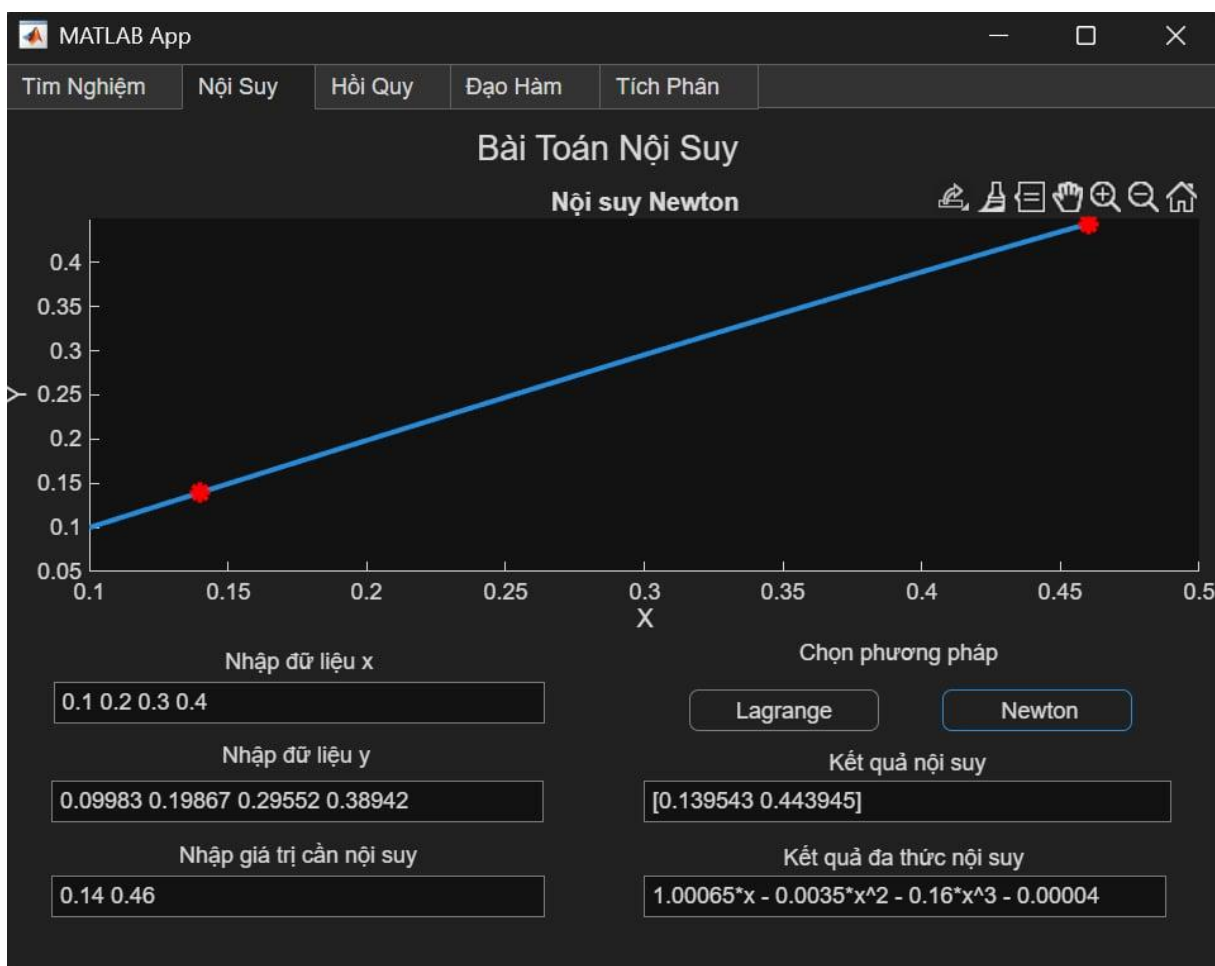 MATLAB App
Tìm Nghiệm Nội Suy Hồi Quy Đạo Hàm Tích Phân
Bài Toán Nội Suy
Nội suy Newton
0.4
0.35
0.3
0.25
Y
0.2
0.15
0.1
0.05
0.1 0.15 0.2 0.25 0.3 0.35 0.4 0.45 0.5
X
Nhập dữ liệu x
0.1 0.2 0.3 0.4
Nhập dữ liệu y
0.09983 0.19867 0.29552 0.38942
Nhập giá trị cần nội suy
0.14 0.46
Chọn phương pháp
Lagrange Newton
Kết quả nội suy
[0.139543 0.443945]
Kết quả đa thức nội suy
1.00065*x - 0.0035*x^2 - 0.16*x^3 - 0.00004